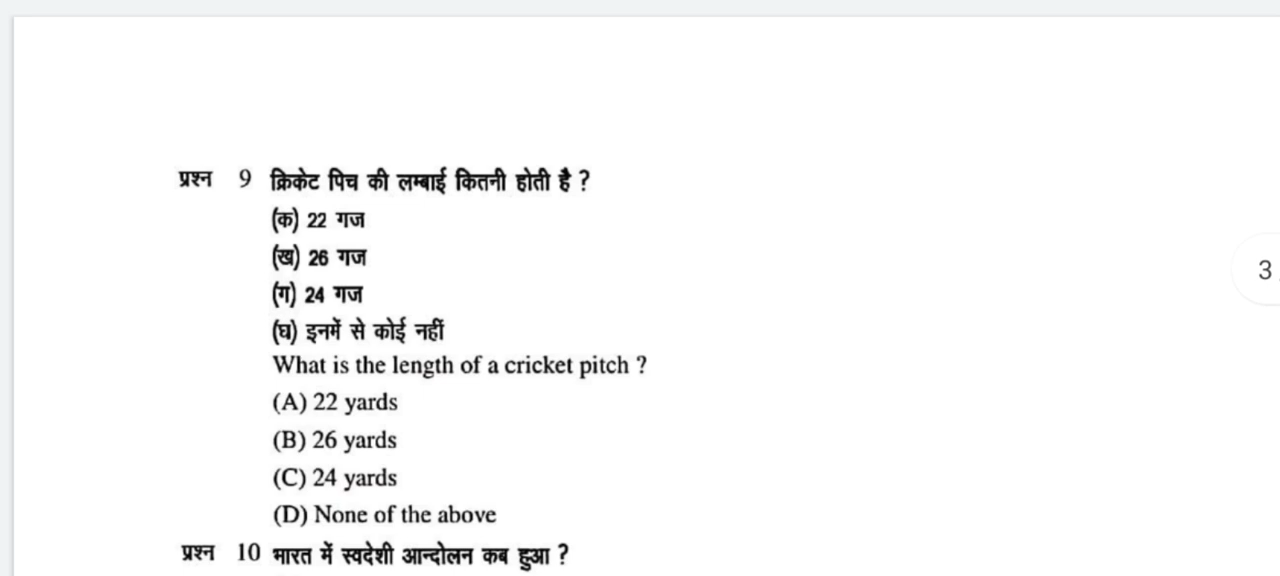 प्रश्न 9 क्रिकेट पिच की लम्बाई कितनी होती है ?
(क) 22 गज
(ख) 26 गज
(ग) 24 गज
(घ) इनमें से कोई नहीं
What is the length of a cricket pitch ?
(A) 22 yards
(B) 26 yards
(C) 24 yards
(D) None of the above
प्रश्न 10 भारत में स्वदेशी आन्दोलन कब हुआ ?
3